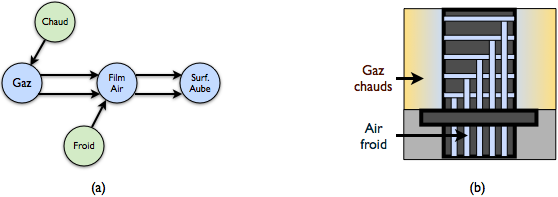 Chaud
Gaz
Film
Air
Surf.
Aube
Froid
(a)
Gaz
chauds
Air
froid
(b)